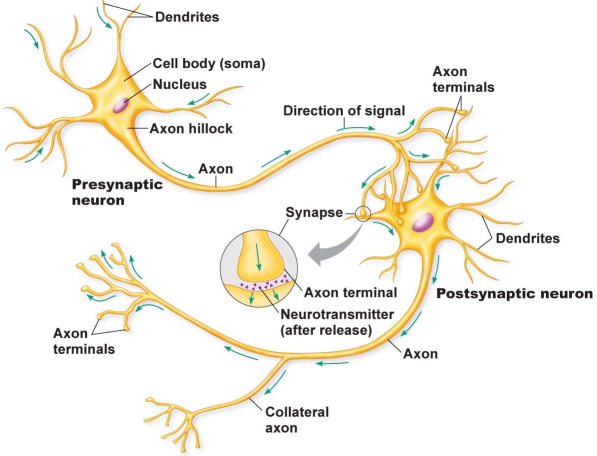 Dendrites
Cell body (soma)
Nucleus
Axon hillock
Presynaptic
neuron
Axon
Direction of signal
Axon
terminals
Synapse
Dendrites
Postsynaptic neuron
Axon terminal
Neurotransmitter
(after release)
Axon
terminals
Axon
Collateral
axon